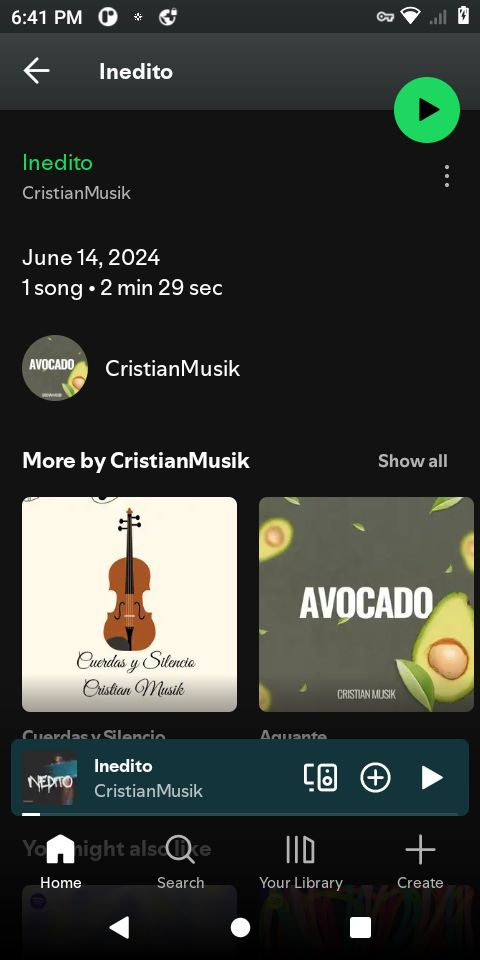 6:41 PM
Inedito
Inedito
CristianMusik
June 14, 2024
1 song • 2 min 29 sec
AVOCADO
CristianMusik
More by CristianMusik
Show all
Cuerdas y Silencio
Cristian Musik
AVOCADO
CRISTIAN MUSIK
Cuerdas y Silencio
Aguante
INEDITO
Inedito
CristianMusik
You might also like
Home
Search
Your Library
Create